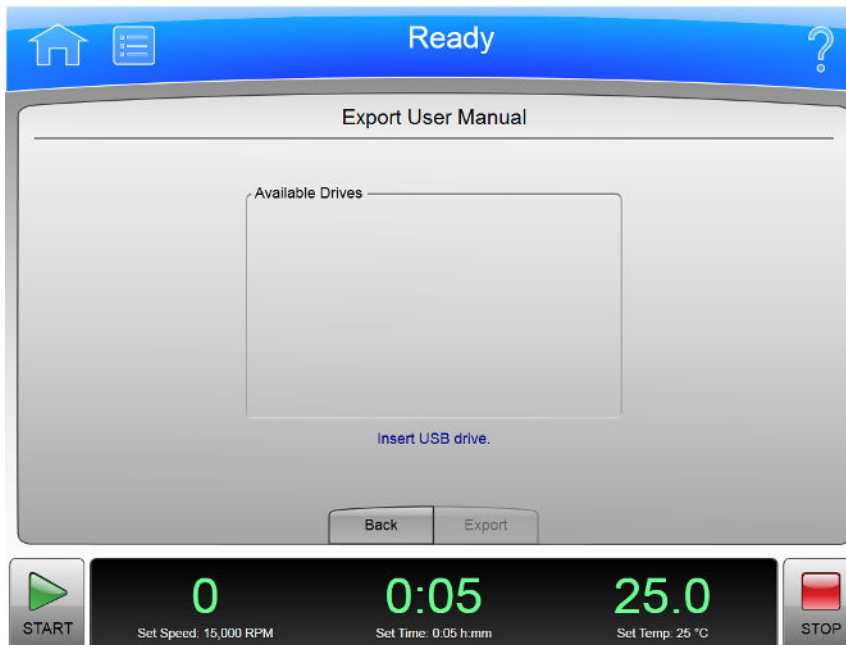 Ready
?
Export User Manual
Available Drives
Insert USB drive.
Back Export
0 0:05 25.0
START Set Speed: 15,000 RPM Set Time: 0:05 h:mm Set Temp: 25 °C STOP